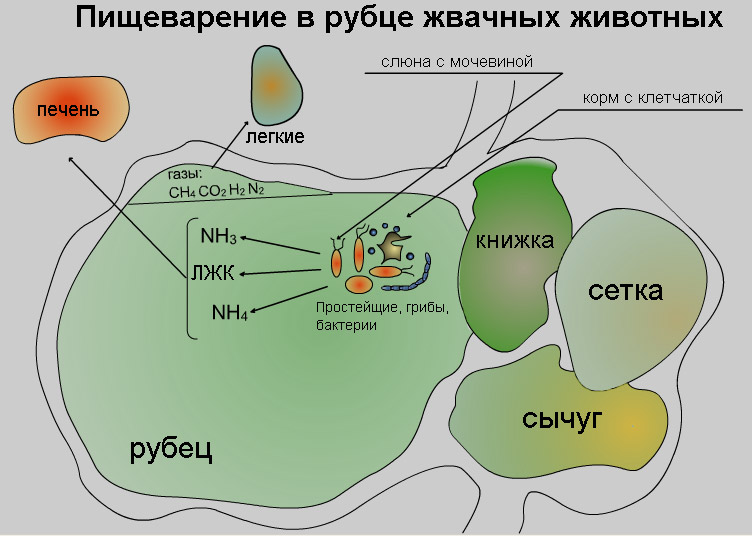 Пищеварение в рубце жвачных животных
слюна с мочевиной
корм с клетчаткой
печень
легкие
газы:
CH4 CO2 H2 N2
NH3
ЛЖК
NH4
Простейщие, грибы,
бактерии
книжка
сетка
сычуг
рубец